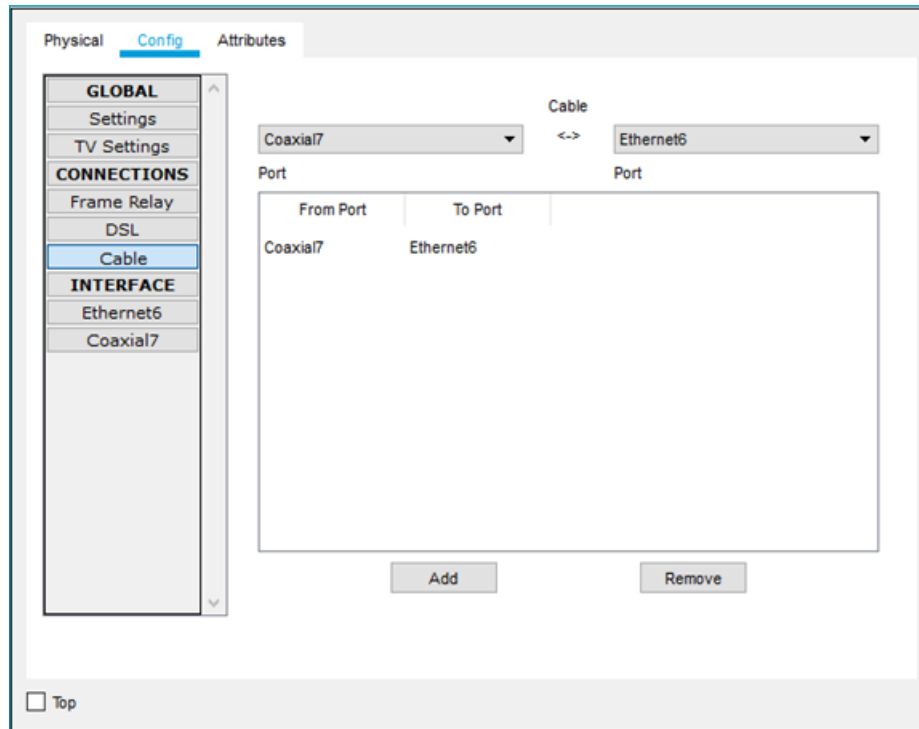 Physical Config Attributes
GLOBAL
Settings
TV Settings
CONNECTIONS
Frame Relay
DSL
Cable
INTERFACE
Ethernet6
Coaxial7
Cable
Coaxial7 <-> Ethernet6
Port Port
From Port To Port
Coaxial7 Ethernet6
Add Remove
Top